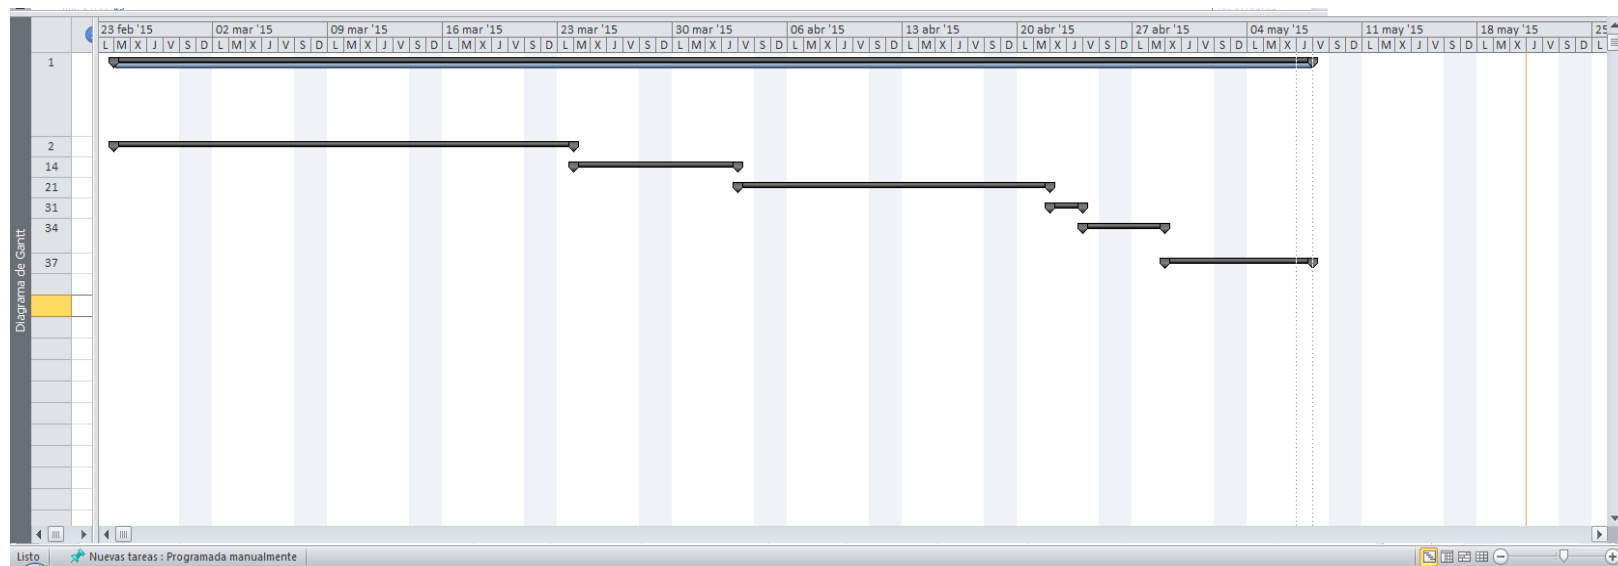 23 feb '15 02 mar '15 09 mar '15 16 mar '15 23 mar '15 30 mar '15 06 abr '15 13 abr '15 20 abr '15 27 abr '15 04 may '15 11 may '15 18 may '15 25
L M X J V S D L M X J V S D L M X J V S D L M X J V S D L M X J V S D L M X J V S D L M X J V S D L M X J V S D L M X J V S D L M X J V S D L M X J V S D L M X J V S D L M X J V S D L
1
2
14
21
31
34
37
Diagrama de Gantt
Listo Nuevas tareas : Programada manualmente